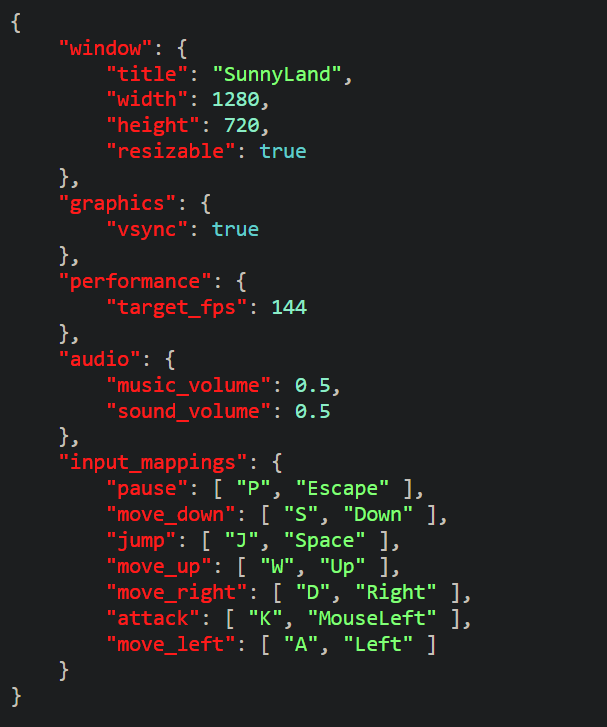 {
    "window": {
        "title": "SunnyLand",
        "width": 1280,
        "height": 720,
        "resizable": true
    },
    "graphics": {
        "vsync": true
    },
    "performance": {
        "target_fps": 144
    },
    "audio": {
        "music_volume": 0.5,
        "sound_volume": 0.5
    },
    "input_mappings": {
        "pause": [ "P", "Escape" ],
        "move_down": [ "S", "Down" ],
        "jump": [ "J", "Space" ],
        "move_up": [ "W", "Up" ],
        "move_right": [ "D", "Right" ],
        "attack": [ "K", "MouseLeft" ],
        "move_left": [ "A", "Left" ]
    }
}